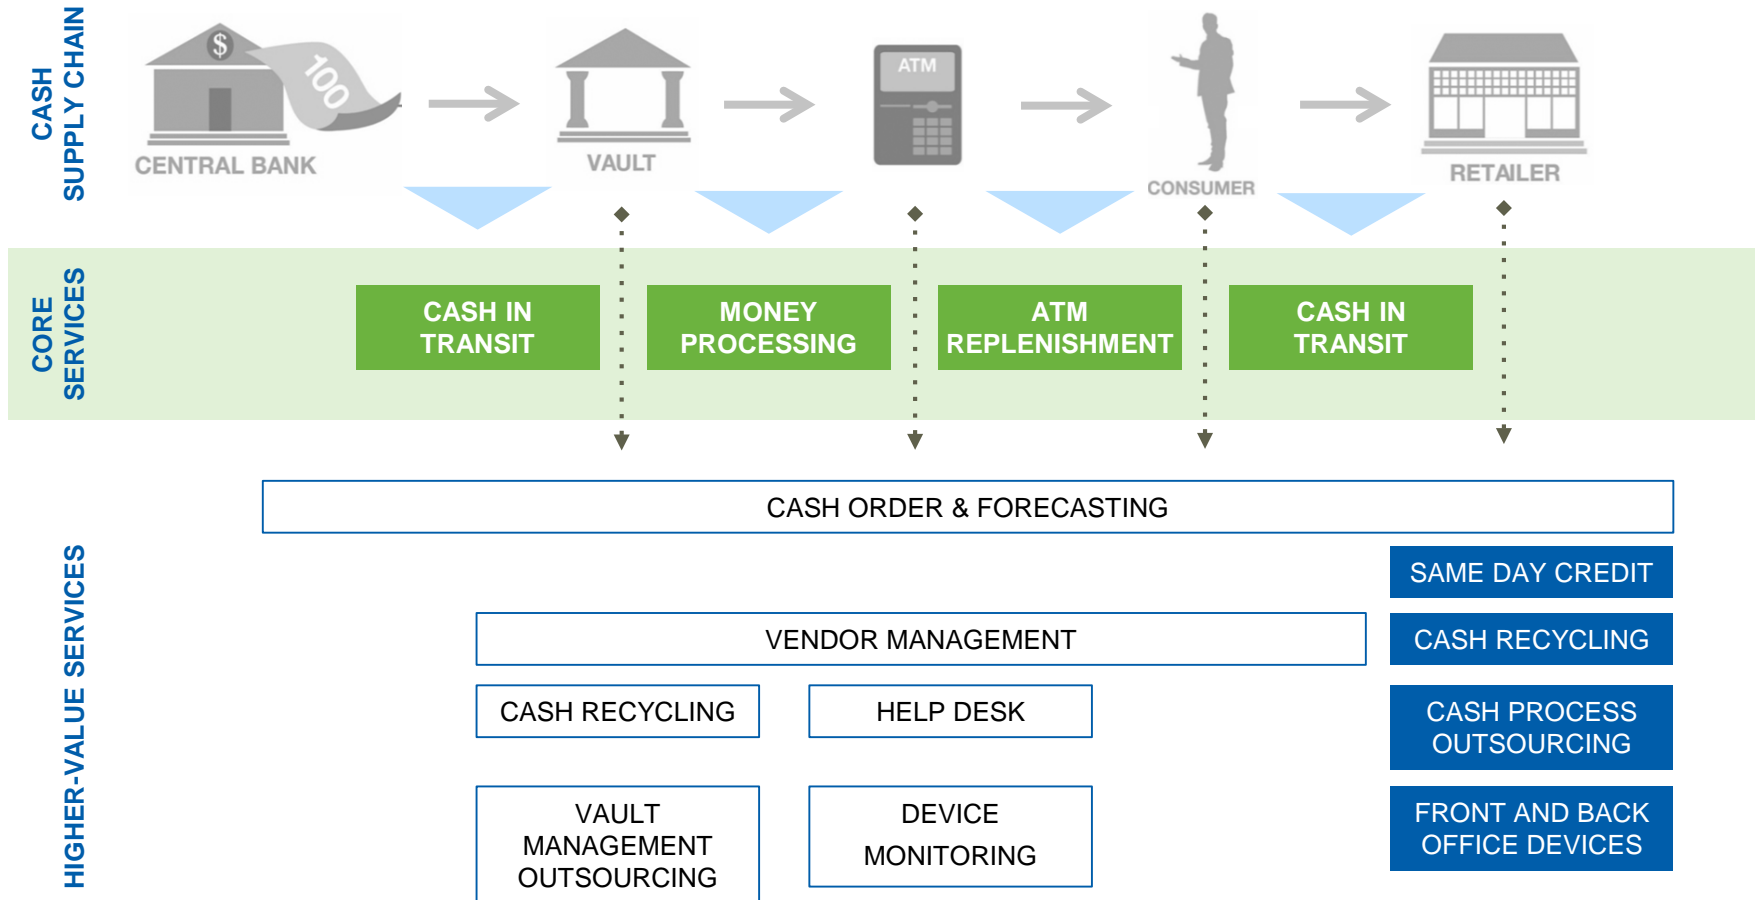 CASH
SUPPLY CHAIN
$
100
CENTRAL BANK
VAULT
ATM
CONSUMER
RETAILER
CORE
SERVICES
CASH IN
TRANSIT
MONEY
PROCESSING
ATM
REPLENISHMENT
CASH IN
TRANSIT
HIGHER-VALUE SERVICES
CASH ORDER & FORECASTING
SAME DAY CREDIT
VENDOR MANAGEMENT
CASH RECYCLING
CASH RECYCLING
HELP DESK
CASH PROCESS
OUTSOURCING
VAULT
MANAGEMENT
OUTSOURCING
DEVICE
MONITORING
FRONT AND BACK
OFFICE DEVICES